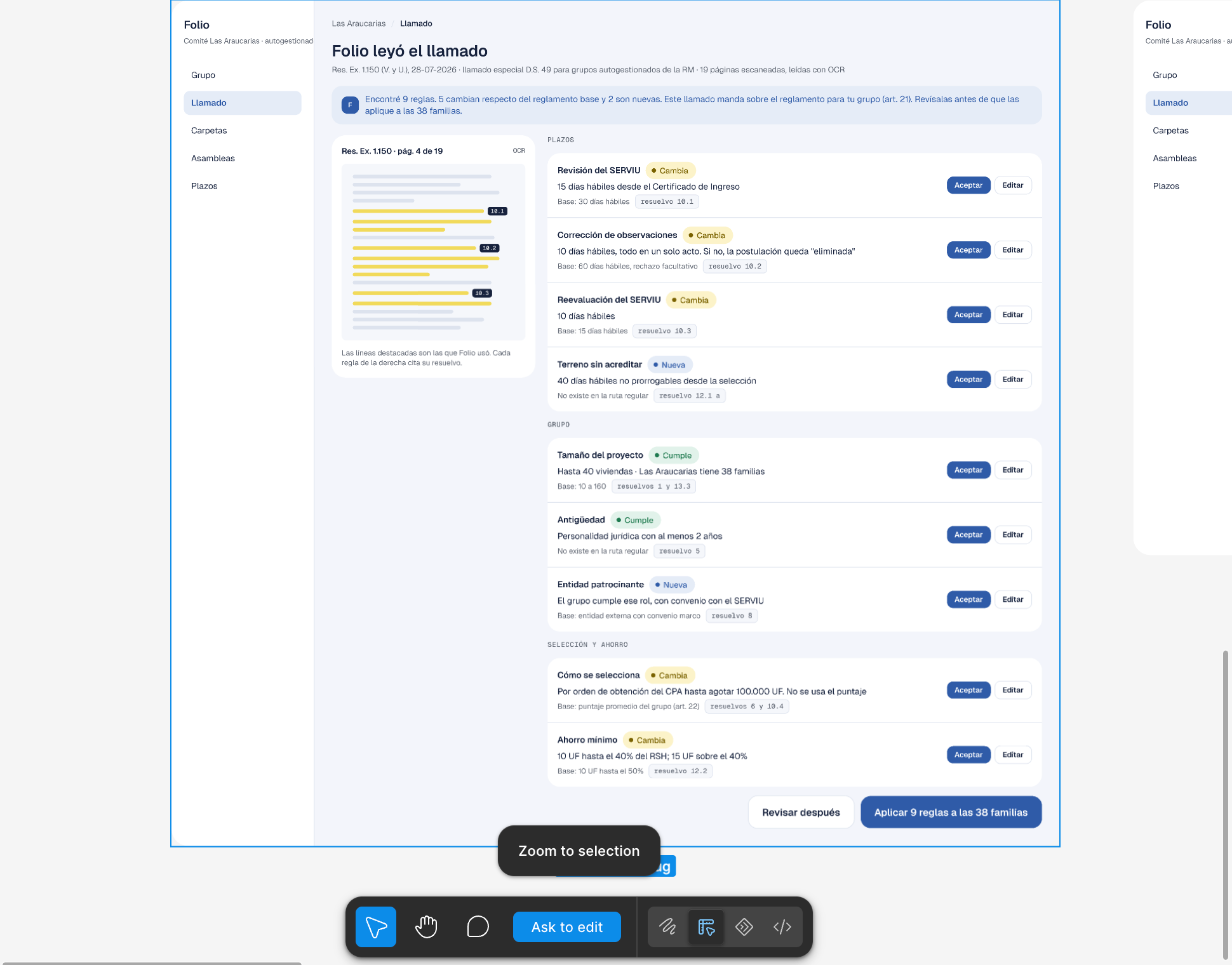 Folio
Comité Las Araucarias · autogestionad
Grupo
Llamado
Carpetas
Asambleas
Plazos
Las Araucarias
Llamado
Folio leyó el llamado
Res. Ex. 1.150 (V. y U.), 28-07-2026 · llamado especial D.S. 49 para grupos autogestionados de la RM · 19 páginas escaneadas, leídas con OCR
F
Encontré 9 reglas. 5 cambian respecto del reglamento base y 2 son nuevas. Este llamado manda sobre el reglamento para tu grupo (art. 21). Revísalas antes de que las
aplique a las 38 familias.
Res. Ex. 1.150 · pág. 4 de 19
OCR
10.1
10.2
10.3
Las líneas destacadas son las que Folio usó. Cada
regla de la derecha cita su resuelvo.
PLAZOS
Revisión del SERVIU
Cambia
15 días hábiles desde el Certificado de Ingreso
Base: 30 días hábiles
resuelvo 10.1
Aceptar
Editar
Corrección de observaciones
Cambia
10 días hábiles, todo en un solo acto. Si no, la postulación queda "eliminada"
Base: 60 días hábiles, rechazo facultativo
resuelvo 10.2
Aceptar
Editar
Reevaluación del SERVIU
Cambia
10 días hábiles
Base: 15 días hábiles
resuelvo 10.3
Aceptar
Editar
Terreno sin acreditar
Nueva
40 días hábiles no prorrogables desde la selección
No existe en la ruta regular
resuelvo 12.1 a
Aceptar
Editar
GRUPO
Tamaño del proyecto
Cumple
Hasta 40 viviendas · Las Araucarias tiene 38 familias
Base: 10 a 160
resuelvos 1 y 13.3
Aceptar
Editar
Antigüedad
Cumple
Personalidad jurídica con al menos 2 años
No existe en la ruta regular
resuelvo 5
Aceptar
Editar
Entidad patrocinante
Nueva
El grupo cumple ese rol, con convenio con el SERVIU
Base: entidad externa con convenio marco
resuelvo 8
Aceptar
Editar
SELECCIÓN Y AHORRO
Cómo se selecciona
Cambia
Por orden de obtención del CPA hasta agotar 100.000 UF. No se usa el puntaje
Base: puntaje promedio del grupo (art. 22)
resuelvos 6 y 10.4
Aceptar
Editar
Ahorro mínimo
Cambia
10 UF hasta el 40% del RSH; 15 UF sobre el 40%
Base: 10 UF hasta el 50%
resuelvo 12.2
Aceptar
Editar
Revisar después
Aplicar 9 reglas a las 38 familias
Zoom to selection
ug
Ask to edit
Folio
Comité Las Araucarias · a
Grupo
Llamado
Carpetas
Asambleas
Plazos